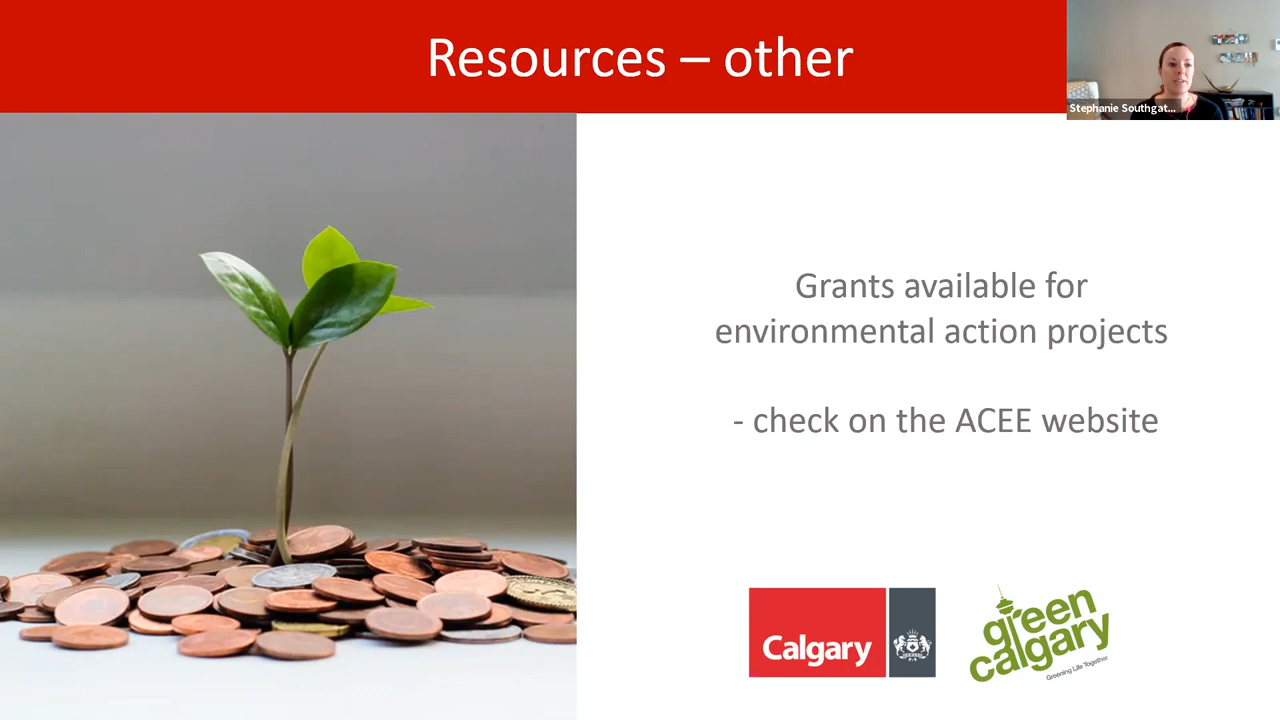 Resources – other
Stephanie Southgat...
Grants available for
environmental action projects
- check on the ACEE website
Calgary
green
calgary
Greening Life Together